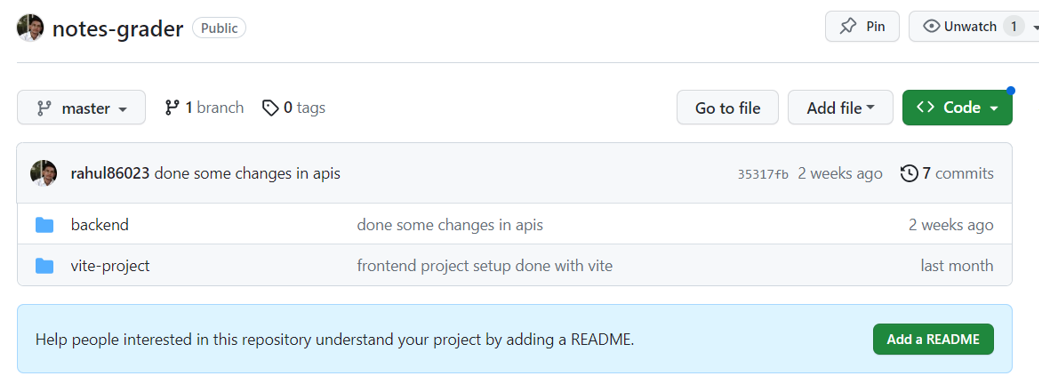 notes-grader Public Pin Unwatch 1
master 1 branch 0 tags Go to file Add file <> Code
rahul86023 done some changes in apis 35317fb 2 weeks ago 7 commits
backend done some changes in apis 2 weeks ago
vite-project frontend project setup done with vite last month
Help people interested in this repository understand your project by adding a README. Add a README